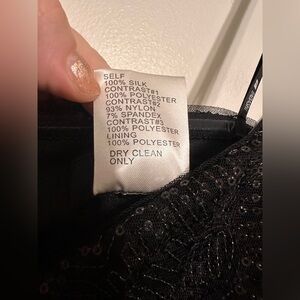 SELF
100% SILK
CONTRAST#1
100% POLYESTER
CONTRAST#2
93% NYLON
7% SPANDEX
CONTRAST#3
100% POLYESTER
LINING
100% POLYESTER
DRY CLEAN
ONLY